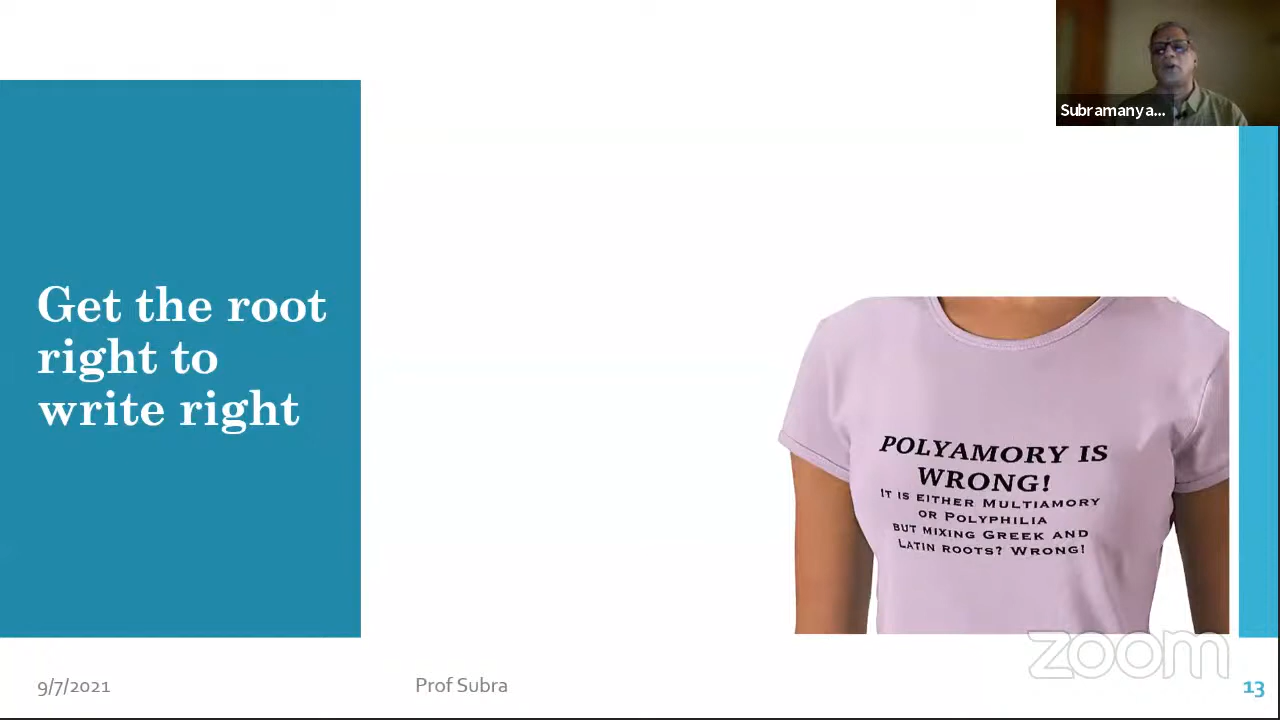 Subramanya...
Get the root
right to
write right
POLYAMORY IS
WRONG!
IT IS EITHER MULTIAMORY
OR POLYPHILIA
BUT MIXING GREEK AND
LATIN ROOTS? WRONG!
zoom
9/7/2021
Prof Subra
13